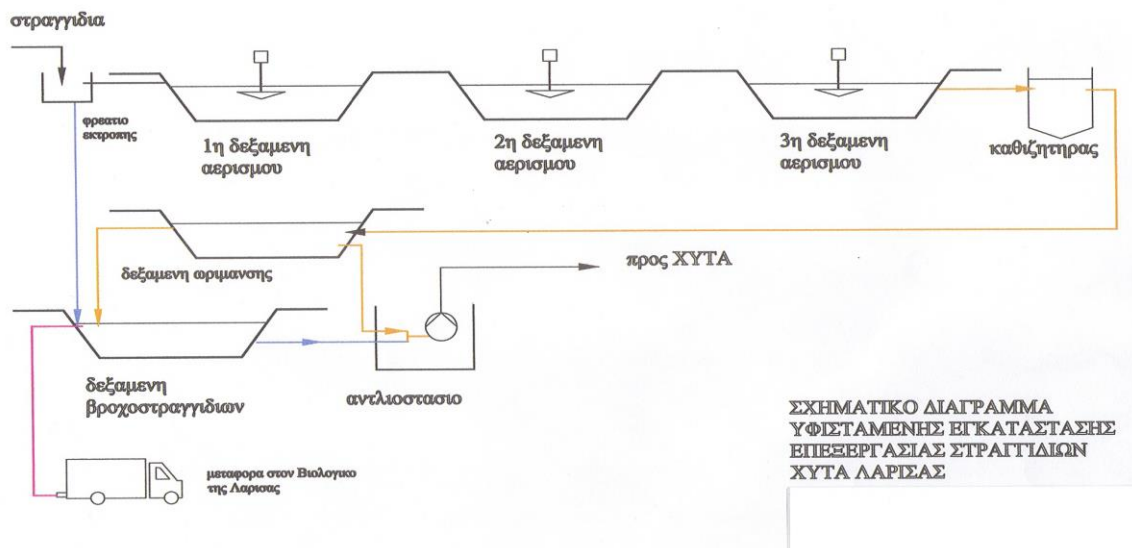 στραγγιδια
φρεατιο
εκτροπης
1η δεξαμενη
αερισμου
2η δεξαμενη
αερισμου
3η δεξαμενη
αερισμου
καθιζητηρας
δεξαμενη ωριμανσης
προς ΧΥΤΑ
δεξαμενη
βροχοστραγγιδιων
αντλιοστασιο
μεταφορα στον Βιολογικο
της Λαρισας
ΣΧΗΜΑΤΙΚΟ ΔΙΑΓΡΑΜΜΑ
ΥΦΙΣΤΑΜΕΝΗΣ ΕΓΚΑΤΑΣΤΑΣΗΣ
ΕΠΕΞΕΡΓΑΣΙΑΣ ΣΤΡΑΓΓΙΔΙΩΝ
ΧΥΤΑ ΛΑΡΙΣΑΣ